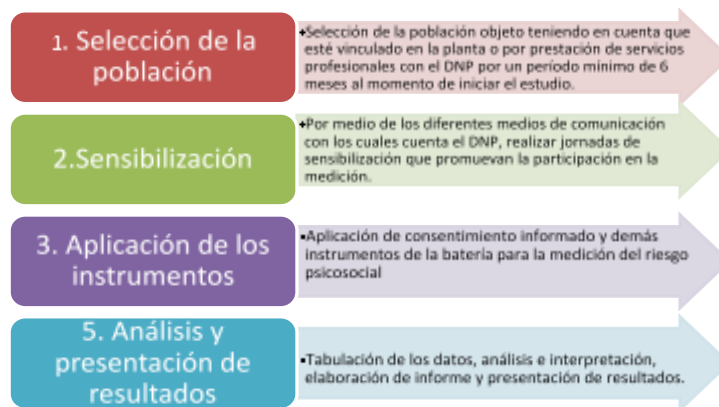 1. Selección de la
población
•Selección de la población objeto teniendo en cuenta que
esté vinculado en la planta o por prestación de servicios
profesionales con el DNP por un período mínimo de 6
meses al momento de iniciar el estudio.
2.Sensibilización
•Por medio de los diferentes medios de comunicación
con los cuales cuenta el DNP, realizar jornadas de
sensibilización que promuevan la participación en la
medición.
3. Aplicación de los
instrumentos
•Aplicación de consentimiento informado y demás
instrumentos de la batería para la medición del riesgo
psicosocial
5. Análisis y
presentación de
resultados
•Tabulación de los datos, análisis e interpretación,
elaboración de informe y presentación de resultados.